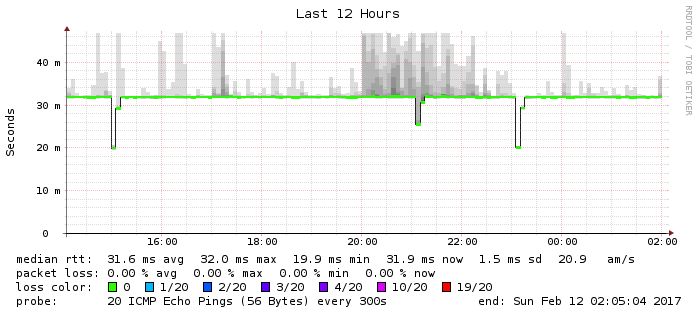 Last 12 Hours
RRDTOOL / TOBI OETIKER
Seconds
40 m
30 m
20 m
10 m
0
16:00 18:00 20:00 22:00 00:00 02:00
median rtt: 31.6 ms avg 32.0 ms max 19.9 ms min 31.9 ms now 1.5 ms sd 20.9 am/s
packet loss: 0.00 % avg 0.00 % max 0.00 % min 0.00 % now
loss color: 0 1/20 2/20 3/20 4/20 10/20 19/20
probe: 20 ICMP Echo Pings (56 Bytes) every 300s end: Sun Feb 12 02:05:04 2017